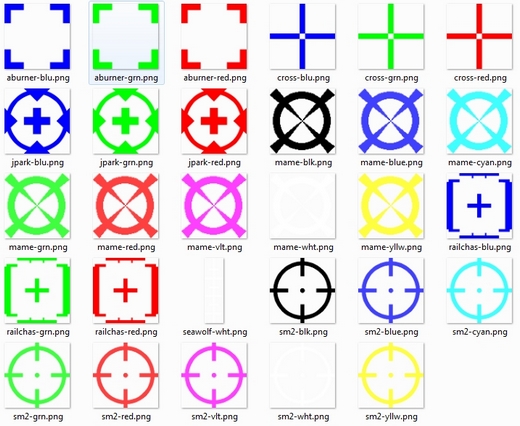 aburner-blu.png
aburner-grn.png
aburner-red.png
cross-blu.png
cross-grn.png
cross-red.png
jpark-blu.png
jpark-grn.png
jpark-red.png
mame-blk.png
mame-blue.png
mame-cyan.png
mame-grn.png
mame-red.png
mame-vlt.png
mame-wht.png
mame-yllw.png
railchas-blu.png
railchas-grn.png
railchas-red.png
seawolf-wht.png
sm2-blk.png
sm2-blue.png
sm2-cyan.png
sm2-grn.png
sm2-red.png
sm2-vlt.png
sm2-wht.png
sm2-yllw.png